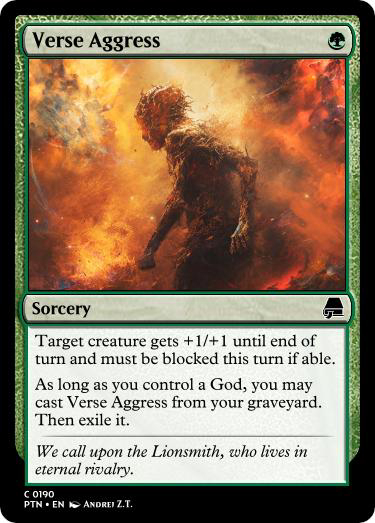 Verse Aggress
Sorcery
Target creature gets +1/+1 until end of
turn and must be blocked this turn if able.
As long as you control a God, you may
cast Verse Aggress from your graveyard.
Then exile it.
We call upon the Lionsmith, who lives in
eternal rivalry.
C 0190
PTN • EN Andrej Z.T.